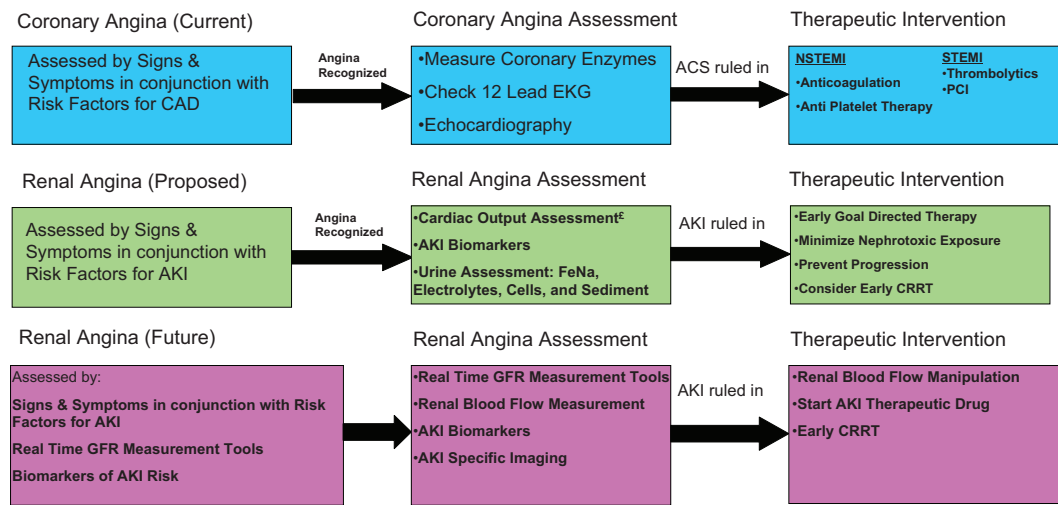 Coronary Angina (Current)
Assessed by Signs &
Symptoms in conjunction with
Risk Factors for CAD
Angina
Recognized
Coronary Angina Assessment
•Measure Coronary Enzymes
•Check 12 Lead EKG
•Echocardiography
ACS ruled in
Therapeutic Intervention
NSTEMI
•Anticoagulation
•Anti Platelet Therapy
STEMI
•Thrombolytics
•PCI
Renal Angina (Proposed)
Assessed by Signs &
Symptoms in conjunction with
Risk Factors for AKI
Angina
Recognized
Renal Angina Assessment
•Cardiac Output Assessment£
•AKI Biomarkers
•Urine Assessment: FeNa,
Electrolytes, Cells, and Sediment
AKI ruled in
Therapeutic Intervention
•Early Goal Directed Therapy
•Minimize Nephrotoxic Exposure
•Prevent Progression
•Consider Early CRRT
Renal Angina (Future)
Assessed by:
Signs & Symptoms in conjunction with Risk
Factors for AKI
Real Time GFR Measurement Tools
Biomarkers of AKI Risk
Renal Angina Assessment
•Real Time GFR Measurement Tools
•Renal Blood Flow Measurement
•AKI Biomarkers
•AKI Specific Imaging
AKI ruled in
Therapeutic Intervention
•Renal Blood Flow Manipulation
•Start AKI Therapeutic Drug
•Early CRRT